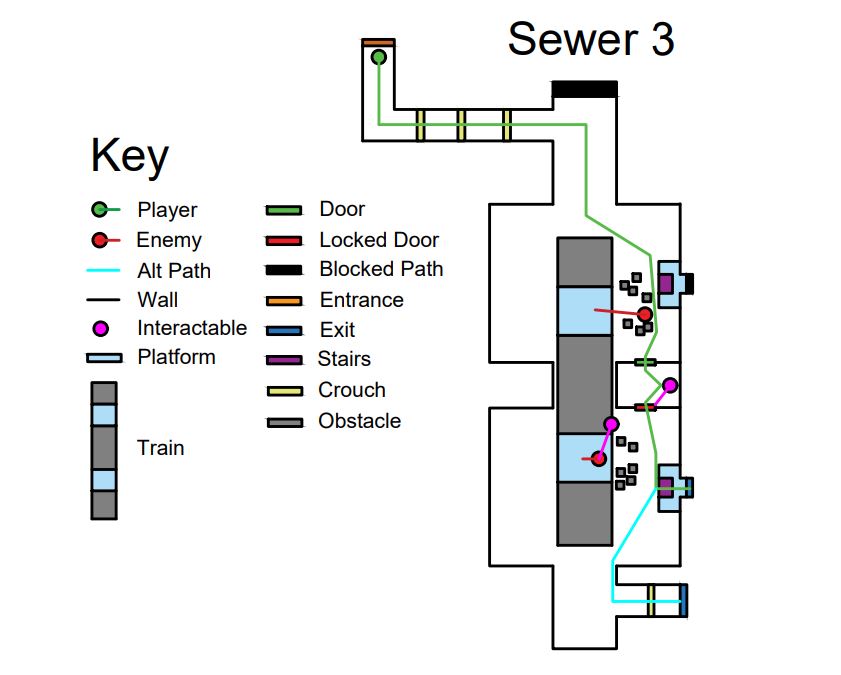 Sewer 3
Key
Player
Enemy
Alt Path
Wall
Interactable
Platform
Train
Door
Locked Door
Blocked Path
Entrance
Exit
Stairs
Crouch
Obstacle